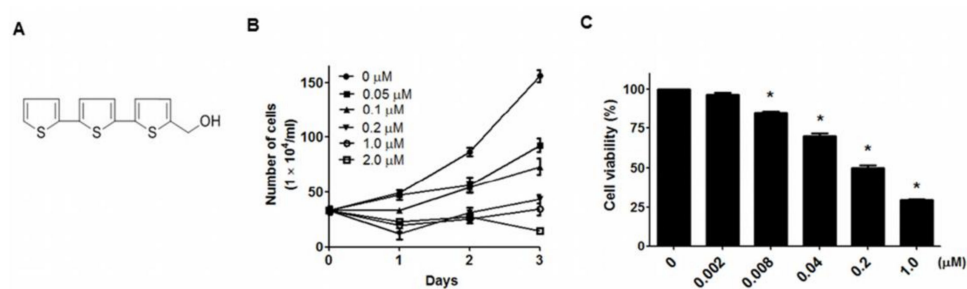 A
S
S
S
OH
B
Number of cells
(1 × 10⁴/ml)
150
100
50
0
0 μM
0.05 μM
0.1 μM
0.2 μM
1.0 μM
2.0 μM
0 1 2 3
Days
C
Cell viability (%)
100
75
50
25
0
* * * *
0 0.002 0.008 0.04 0.2 1.0 (μM)